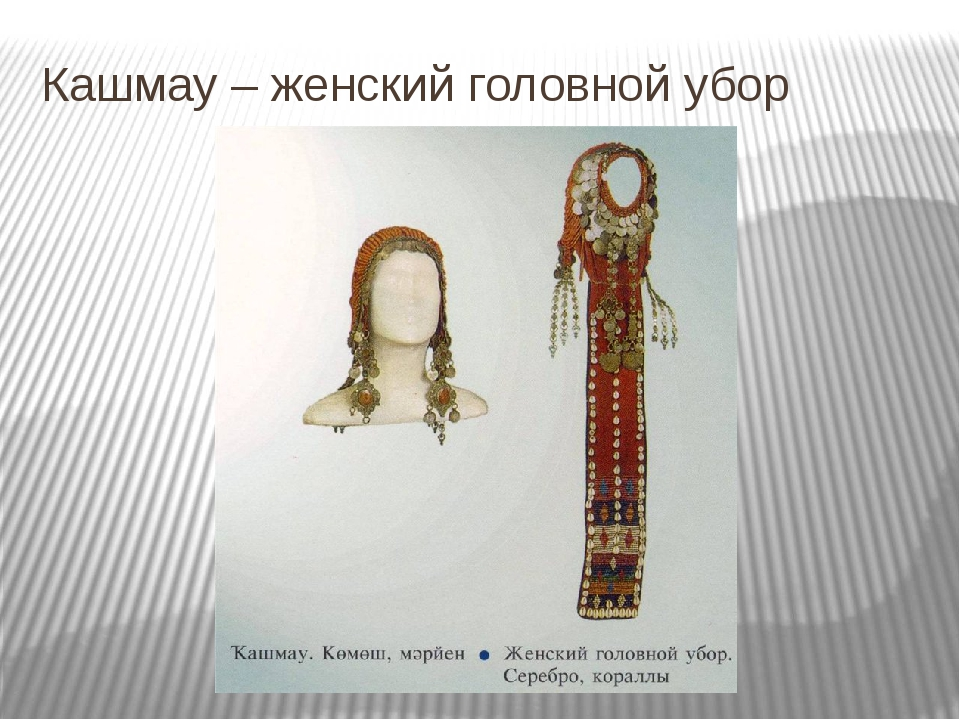 Кашмау – женский головной убор
Ҡашмау. Көмөш, мәрйен ● Женский головной убор.
Серебро, кораллы